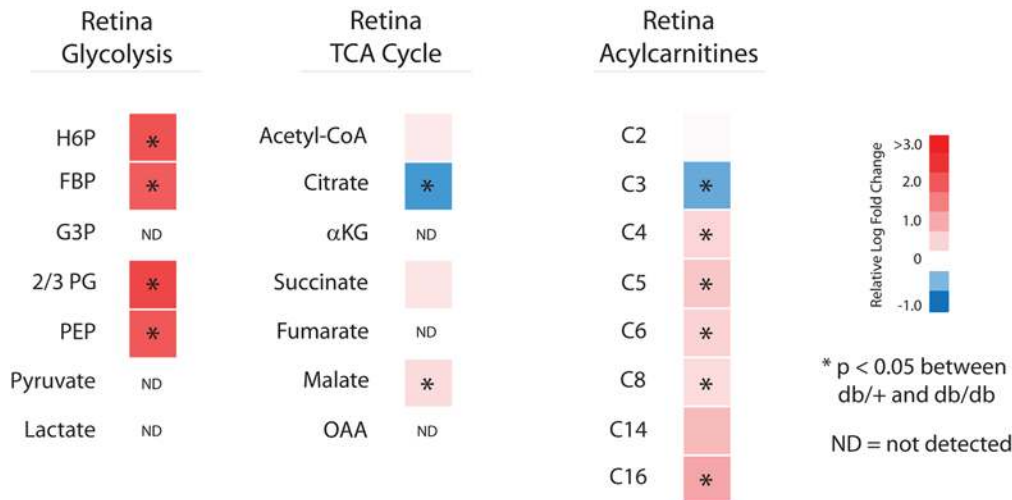 Retina
Glycolysis
H6P *
FBP *
G3P ND
2/3 PG *
PEP *
Pyruvate ND
Lactate ND
Retina
TCA Cycle
Acetyl-CoA
Citrate *
αKG ND
Succinate
Fumarate ND
Malate *
OAA ND
Retina
Acylcarnitines
C2
C3 *
C4 *
C5 *
C6 *
C8 *
C14
C16 *
Relative Log Fold Change
>3.0
2.0
1.0
0
-1.0
* p < 0.05 between
db/+ and db/db
ND = not detected